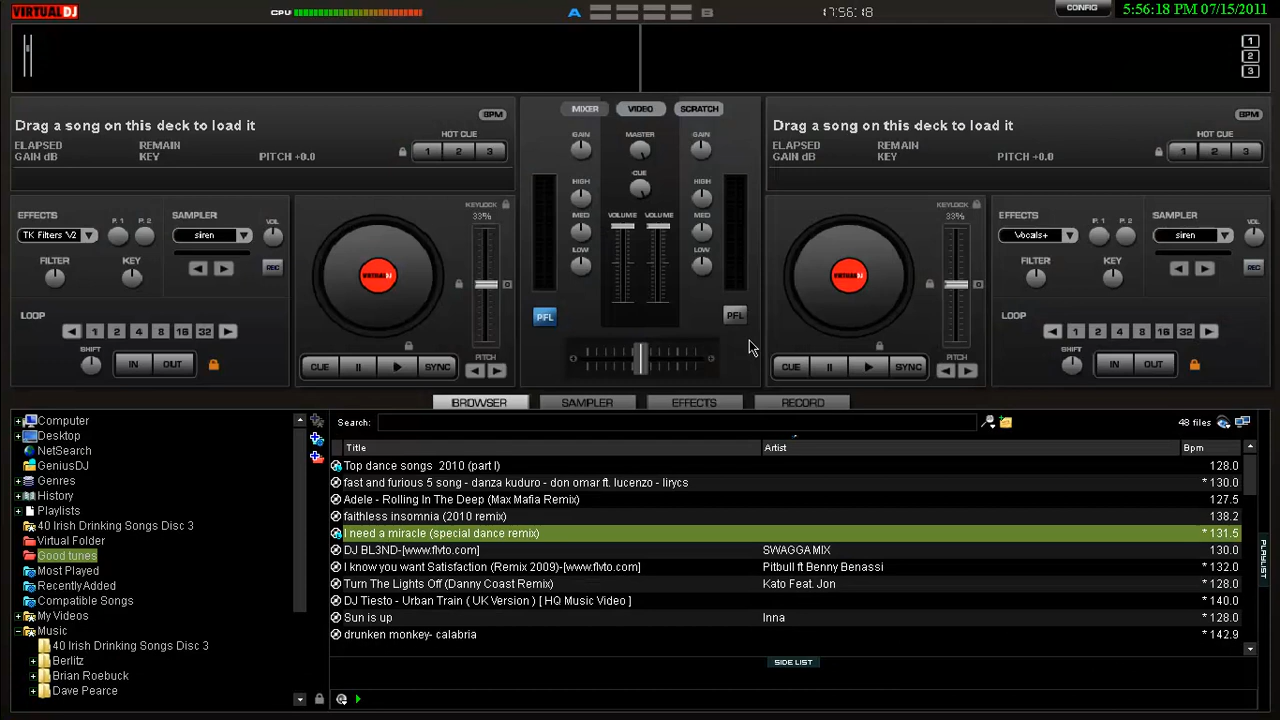 VIRTUAL DJ
CPU
A
B
17:56:18
CONFIG
5:56:18 PM 07/15/2011
1
2
3
BPM
Drag a song on this deck to load it
ELAPSED REMAIN HOT CUE
GAIN dB KEY PITCH +0.0 1 2 3
MIXER VIDEO SCRATCH
GAIN MASTER GAIN
CUE
HIGH HIGH
MED VOLUME VOLUME MED
LOW LOW
PFL PFL
BPM
Drag a song on this deck to load it
ELAPSED REMAIN HOT CUE
GAIN dB KEY PITCH +0.0 1 2 3
EFFECTS P. 1 P. 2 SAMPLER VOL
TK Filters V2 siren
FILTER KEY REC
LOOP
1 2 4 8 16 32
SHIFT IN OUT
KEYLOCK
33%
VIRTUAL DJ
CUE PLAY SYNC PITCH
KEYLOCK
33%
VIRTUAL DJ
CUE SYNC PITCH
EFFECTS P. 1 P. 2 SAMPLER VOL
Vocals+ siren
FILTER KEY REC
LOOP
1 2 4 8 16 32
SHIFT IN OUT
BROWSER SAMPLER EFFECTS RECORD
Computer
Desktop
NetSearch
GeniusDJ
Genres
History
Playlists
40 Irish Drinking Songs Disc 3
Virtual Folder
Good tunes
Most Played
RecentlyAdded
Compatible Songs
My Videos
Music
40 Irish Drinking Songs Disc 3
Berlitz
Brian Roebuck
Dave Pearce
Search: 48 files
Title Artist Bpm
Top dance songs 2010 (part I) 128.0
fast and furious 5 song - danza kuduro - don omar ft. lucenzo - lirycs * 130.0
Adele - Rolling In The Deep (Max Mafia Remix) 127.5
faithless insomnia (2010 remix) 138.2
I need a miracle (special dance remix) * 131.5
DJ BL3ND-[www.flvto.com] SWAGGA MIX 130.0
I know you want Satisfaction (Remix 2009)-[www.flvto.com] Pitbull ft Benny Benassi * 132.0
Turn The Lights Off (Danny Coast Remix) Kato Feat. Jon * 128.0
DJ Tiesto - Urban Train ( UK Version ) [ HQ Music Video ] * 140.0
Sun is up Inna * 128.0
drunken monkey- calabria * 142.9
SIDE LIST
PLAYLIST